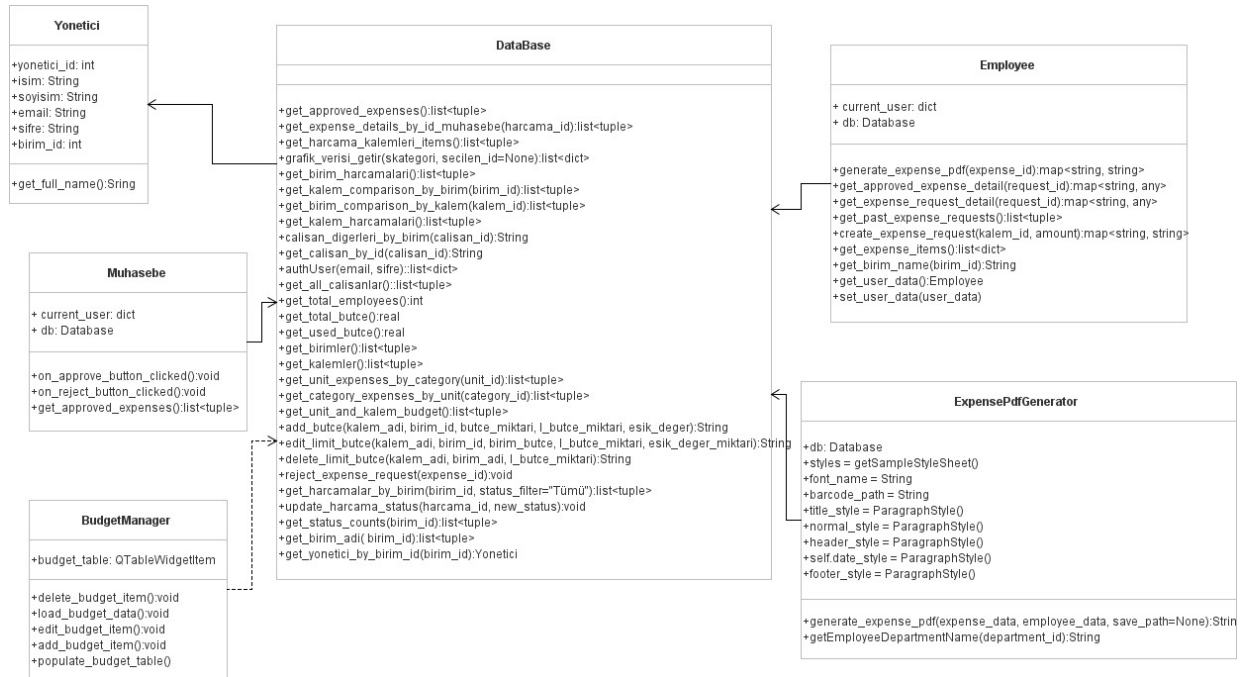 Yonetici
+yonetici_id: int
+isim: String
+soyisim: String
+email: String
+sifre: String
+birim_id: int
+get_full_name():Sring
Muhasebe
+ current_user: dict
+ db: Database
+on_approve_button_clicked():void
+on_reject_button_clicked():void
+get_approved_expenses():list<tuple>
BudgetManager
+budget_table: QTableWidgetItem
+delete_budget_item():void
+load_budget_data():void
+edit_budget_item():void
+add_budget_item():void
+populate_budget_table()
DataBase
+get_approved_expenses():list<tuple>
+get_expense_details_by_id_muhasebe(harcama_id):list<tuple>
+get_harcama_kalemleri_items():list<tuple>
+grafik_verisi_getir(skategori, secilen_id=None):list<dict>
+get_birim_harcamalari():list<tuple>
+get_kalem_comparison_by_birim(birim_id):list<tuple>
+get_birim_comparison_by_kalem(kalem_id):list<tuple>
+get_kalem_harcamalari():list<tuple>
+calisan_digerleri_by_birim(calisan_id):String
+get_calisan_by_id(calisan_id):String
+authUser(email, sifre)::list<dict>
+get_all_calisanlar()::list<tuple>
+get_total_employees():int
+get_total_butce():real
+get_used_butce():real
+get_birimler():list<tuple>
+get_kalemler():list<tuple>
+get_unit_expenses_by_category(unit_id):list<tuple>
+get_category_expenses_by_unit(category_id):list<tuple>
+get_unit_and_kalem_budget():list<tuple>
+add_butce(kalem_adi, birim_id, butce_miktari, l_butce_miktari, esik_deger):String
+edit_limit_butce(kalem_adi, birim_id, birim_butce, l_butce_miktari, esik_deger_miktari):String
+delete_limit_butce(kalem_adi, birim_adi, l_butce_miktari):String
+reject_expense_request(expense_id):void
+get_harcamalar_by_birim(birim_id, status_filter="Tümü"):list<tuple>
+update_harcama_status(harcama_id, new_status):void
+get_status_counts(birim_id):list<tuple>
+get_birim_adi( birim_id):list<tuple>
+get_yonetici_by_birim_id(birim_id):Yonetici
Employee
+ current_user: dict
+ db: Database
+generate_expense_pdf(expense_id):map<string, string>
+get_approved_expense_detail(request_id):map<string, any>
+get_expense_request_detail(request_id):map<string, any>
+get_past_expense_requests():list<tuple>
+create_expense_request(kalem_id, amount):map<string, string>
+get_expense_items():list<dict>
+get_birim_name(birim_id):String
+get_user_data():Employee
+set_user_data(user_data)
ExpensePdfGenerator
+db: Database
+styles = getSampleStyleSheet()
+font_name = String
+barcode_path = String
+title_style = ParagraphStyle()
+normal_style = ParagraphStyle()
+header_style = ParagraphStyle()
+self.date_style = ParagraphStyle()
+footer_style = ParagraphStyle()
+generate_expense_pdf(expense_data, employee_data, save_path=None):Strin
+getEmployeeDepartmentName(department_id):String